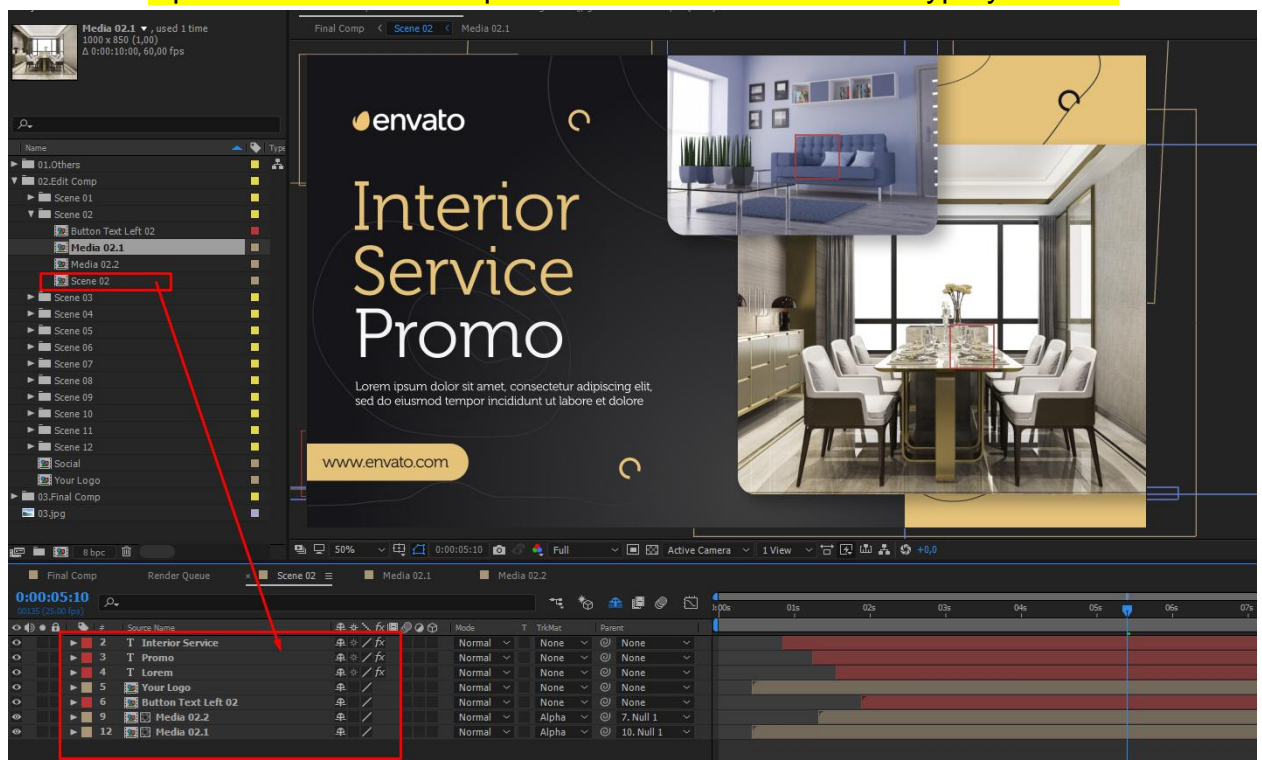 Media 02.1 ▼ , used 1 time
1000 x 850 (1,00)
Δ 0:00:10:00, 60,00 fps
Final Comp
Scene 02
Media 02.1
Name
Type
01.Others
02.Edit Comp
Scene 01
Scene 02
Button Text Left 02
Media 02.1
Media 02.2
Scene 02
Scene 03
Scene 04
Scene 05
Scene 06
Scene 07
Scene 08
Scene 09
Scene 10
Scene 11
Scene 12
Social
Your Logo
03.Final Comp
03.jpg
8 bpc
envato
Interior
Service
Promo
Lorem ipsum dolor sit amet, consectetur adipiscing elit,
sed do eiusmod tempor incididunt ut labore et dolore
www.envato.com
50% 0:00:05:10 Full Active Camera 1 View +0,0
Final Comp Render Queue × Scene 02 Media 02.1 Media 02.2
0:00:05:10
00135 (25.00 fps)
01s 02s 03s 04s 05s 06s 07s
# Source Name Mode T TrkMat Parent
2 T Interior Service Normal None None
3 T Promo Normal None None
4 T Lorem Normal None None
5 Your Logo Normal None None
6 Button Text Left 02 Normal None None
9 Media 02.2 Normal Alpha 7. Null 1
12 Media 02.1 Normal Alpha 10. Null 1